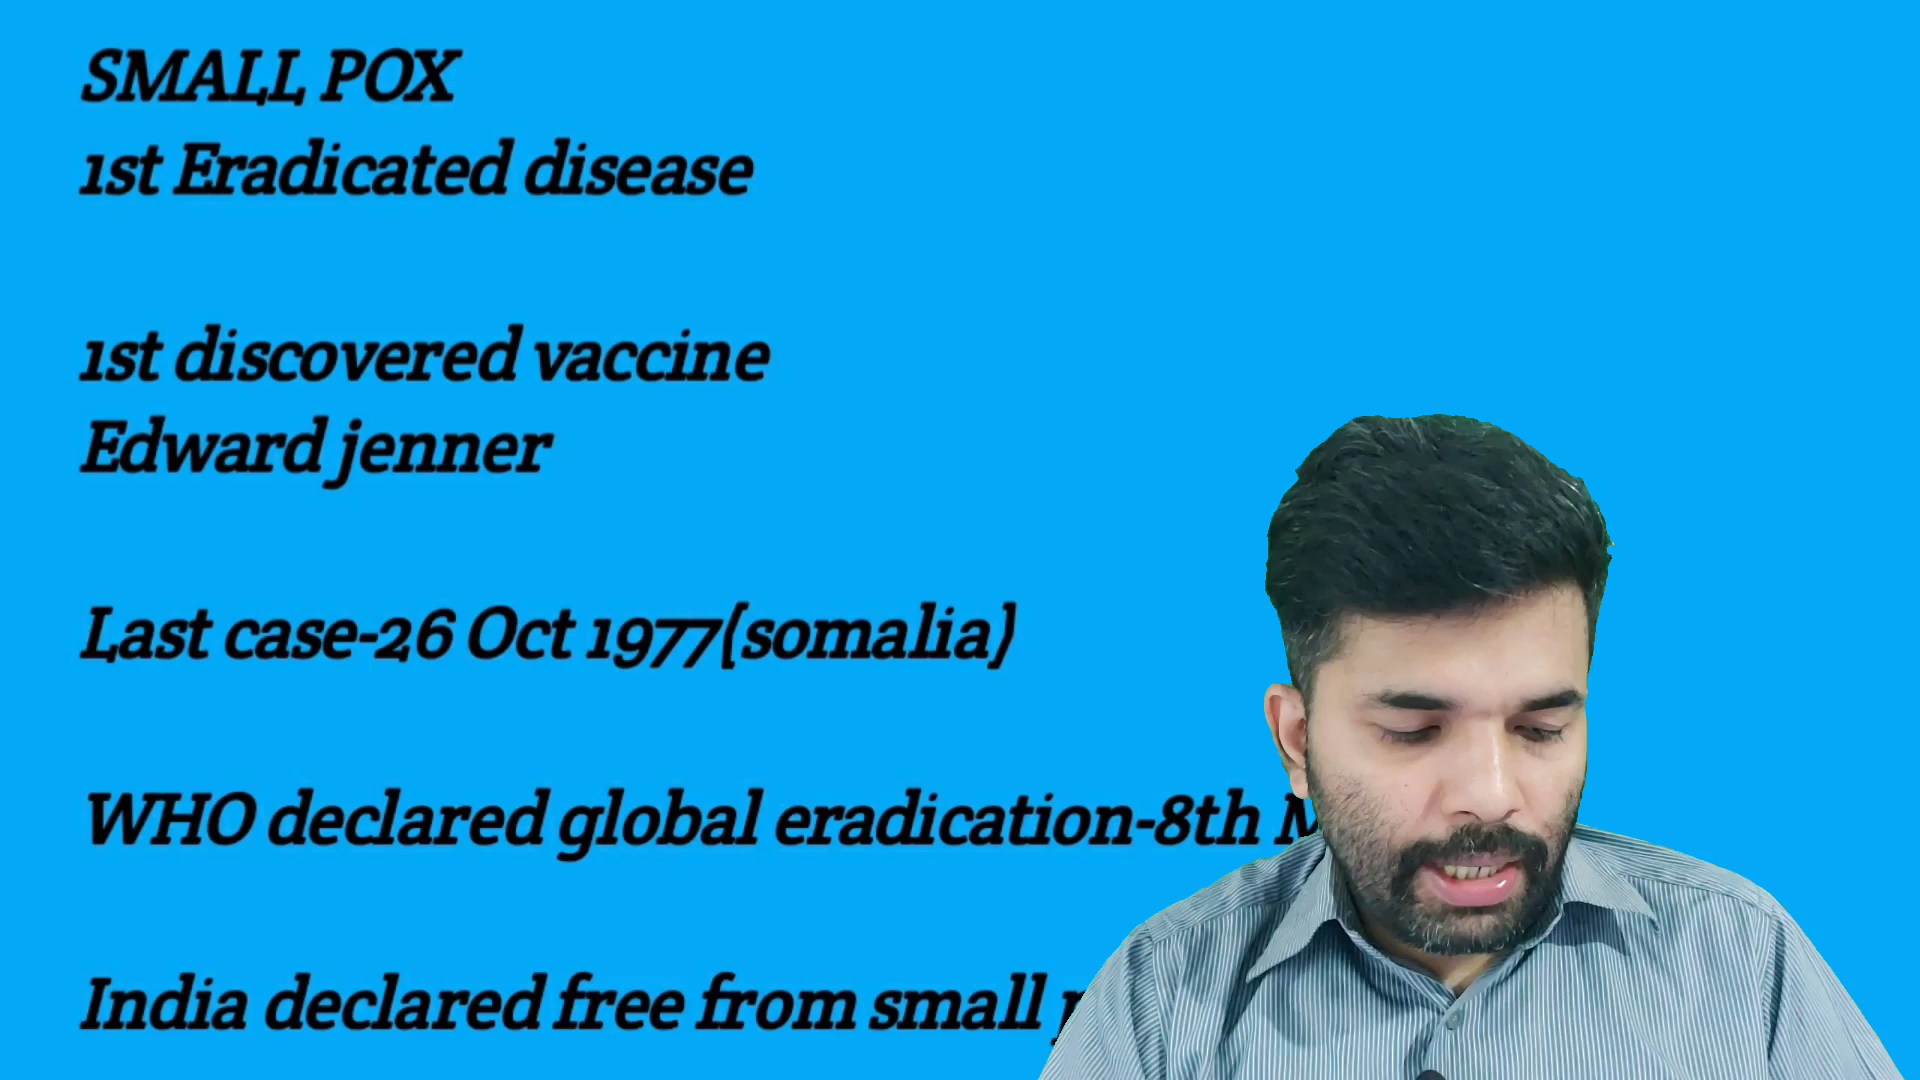 SMALL POX
1st Eradicated disease
1st discovered vaccine
Edward jenner
Last case-26 Oct 1977(somalia)
WHO declared global eradication-8th
India declared free from small